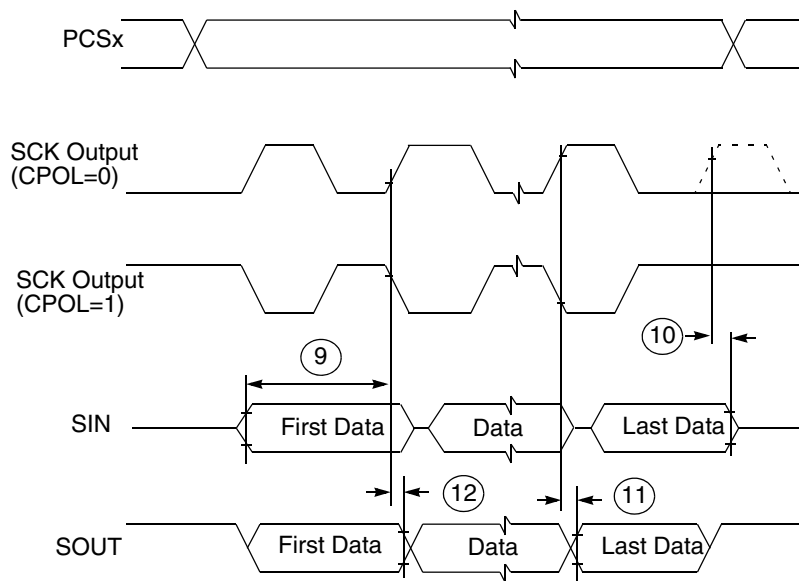 PCSx
SCK Output
(CPOL=0)
SCK Output
(CPOL=1)
10
9
SIN
First Data
Data
Last Data
12
11
SOUT
First Data
Data
Last Data